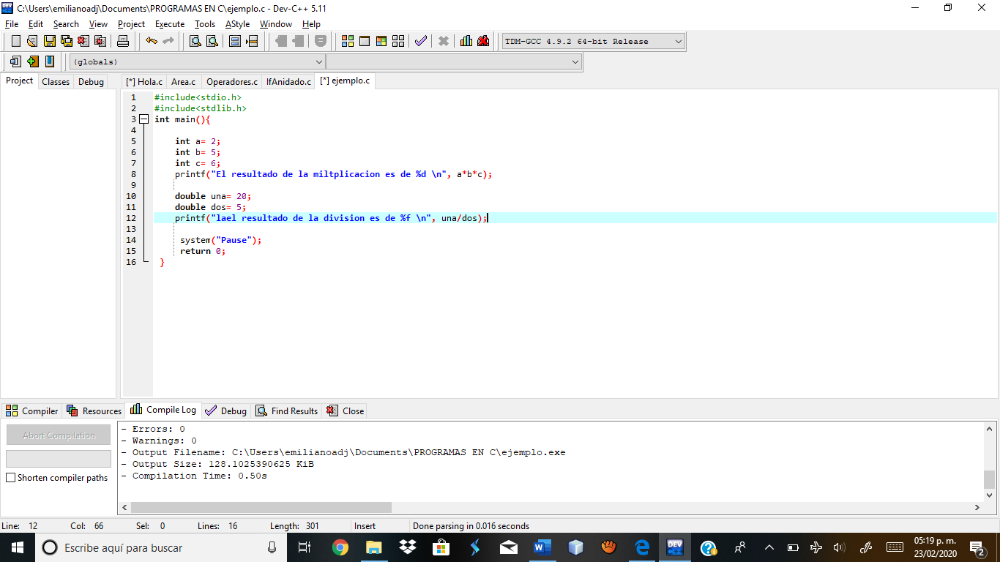 C:\Users\emilianoadj\Documents\PROGRAMAS EN C\ejemplo.c - Dev-C++ 5.11
File Edit Search View Project Execute Tools AStyle Window Help
TDM-GCC 4.9.2 64-bit Release
(globals)
Project Classes Debug [*] Hola.c Area.c Operadores.c IfAnidado.c [*] ejemplo.c
1 #include<stdio.h>
2 #include<stdlib.h>
3 int main(){
4
5 int a= 2;
6 int b= 5;
7 int c= 6;
8 printf("El resultado de la miltplicacion es de %d \n", a*b*c);
9
10 double una= 20;
11 double dos= 5;
12 printf("lael resultado de la division es de %f \n", una/dos);
13
14 system("Pause");
15 return 0;
16 }
Compiler Resources Compile Log Debug Find Results Close
Abort Compilation
Shorten compiler paths
- Errors: 0
- Warnings: 0
- Output Filename: C:\Users\emilianoadj\Documents\PROGRAMAS EN C\ejemplo.exe
- Output Size: 128.1025390625 KiB
- Compilation Time: 0.50s
Line: 12 Col: 66 Sel: 0 Lines: 16 Length: 301 Insert Done parsing in 0.016 seconds
Escribe aquí para buscar
DEV
05:19 p. m.
23/02/2020
2